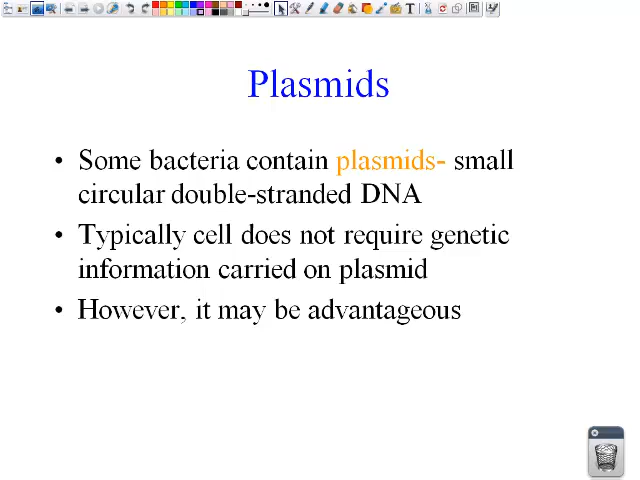 Plasmids
• Some bacteria contain plasmids- small
circular double-stranded DNA
• Typically cell does not require genetic
information carried on plasmid
• However, it may be advantageous